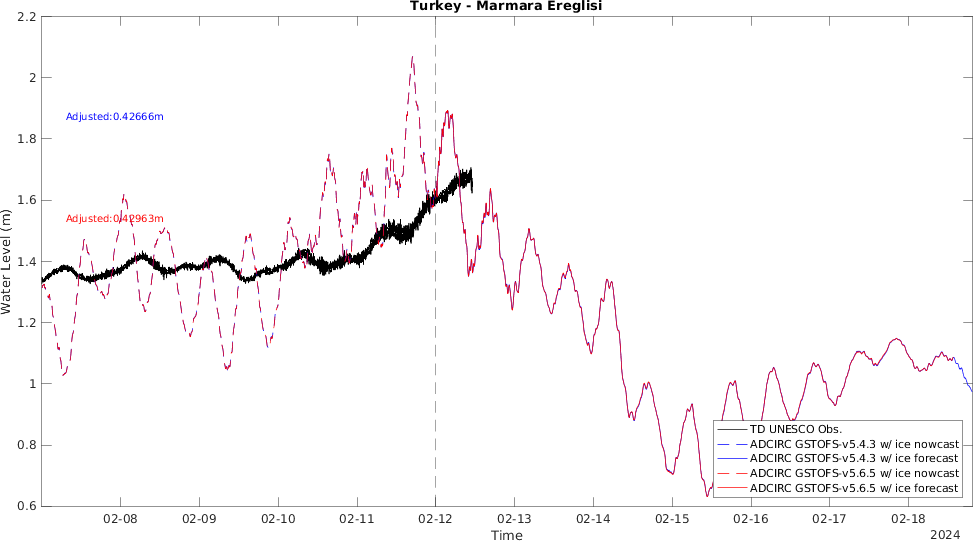 Turkey - Marmara Ereglisi
2.2
2
1.8
1.6
1.4
1.2
1
0.8
0.6
Water Level (m)
Adjusted:0.42666m
Adjusted:0.42963m
TD UNESCO Obs.
ADCIRC GSTOFS-v5.4.3 w/ ice nowcast
ADCIRC GSTOFS-v5.4.3 w/ ice forecast
ADCIRC GSTOFS-v5.6.5 w/ ice nowcast
ADCIRC GSTOFS-v5.6.5 w/ ice forecast
02-08 02-09 02-10 02-11 02-12 02-13 02-14 02-15 02-16 02-17 02-18
Time
2024